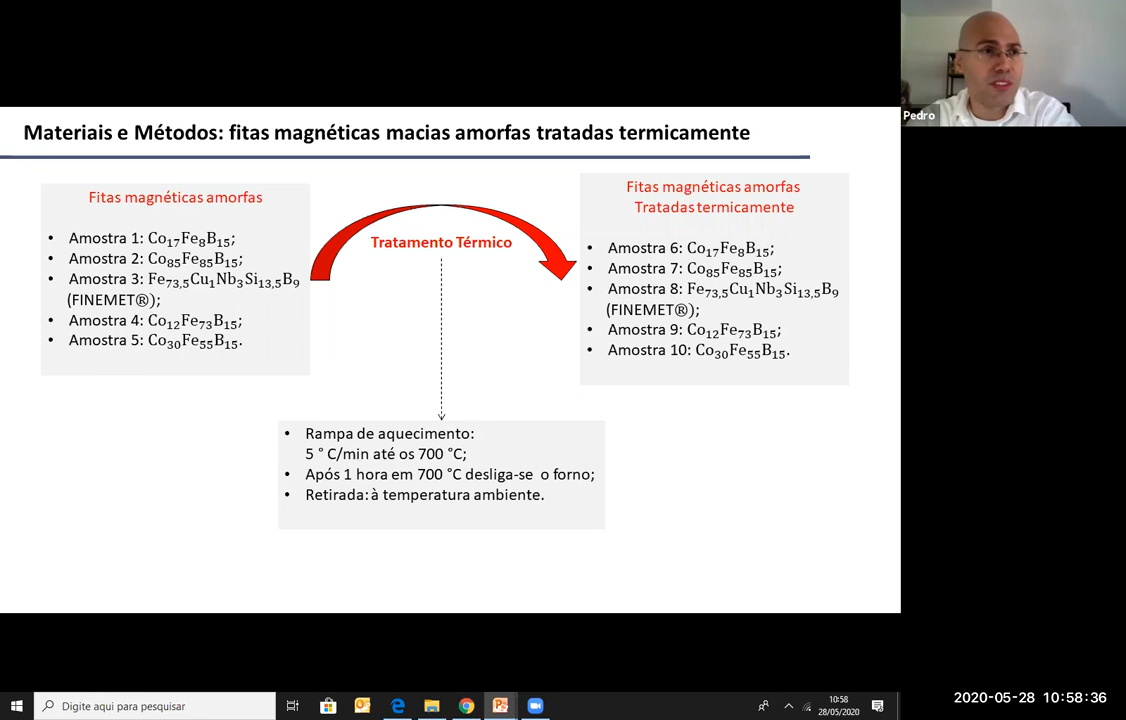 Pedro
Materiais e Métodos: fitas magnéticas macias amorfas tratadas termicamente
Fitas magnéticas amorfas
• Amostra 1: Co₁₇Fe₈B₁₅;
• Amostra 2: Co₈₅Fe₈₅B₁₅;
• Amostra 3: Fe₇₃,₅Cu₁Nb₃Si₁₃,₅B₉
(FINEMET®);
• Amostra 4: Co₁₂Fe₇₃B₁₅;
• Amostra 5: Co₃₀Fe₅₅B₁₅.
Tratamento Térmico
Fitas magnéticas amorfas
Tratadas termicamente
• Amostra 6: Co₁₇Fe₈B₁₅;
• Amostra 7: Co₈₅Fe₈₅B₁₅;
• Amostra 8: Fe₇₃,₅Cu₁Nb₃Si₁₃,₅B₉
(FINEMET®);
• Amostra 9: Co₁₂Fe₇₃B₁₅;
• Amostra 10: Co₃₀Fe₅₅B₁₅.
• Rampa de aquecimento:
5 ° C/min até os 700 °C;
• Após 1 hora em 700 °C desliga-se o forno;
• Retirada: à temperatura ambiente.
Digite aqui para pesquisar
10:58
28/05/2020
2020-05-28 10:58:36